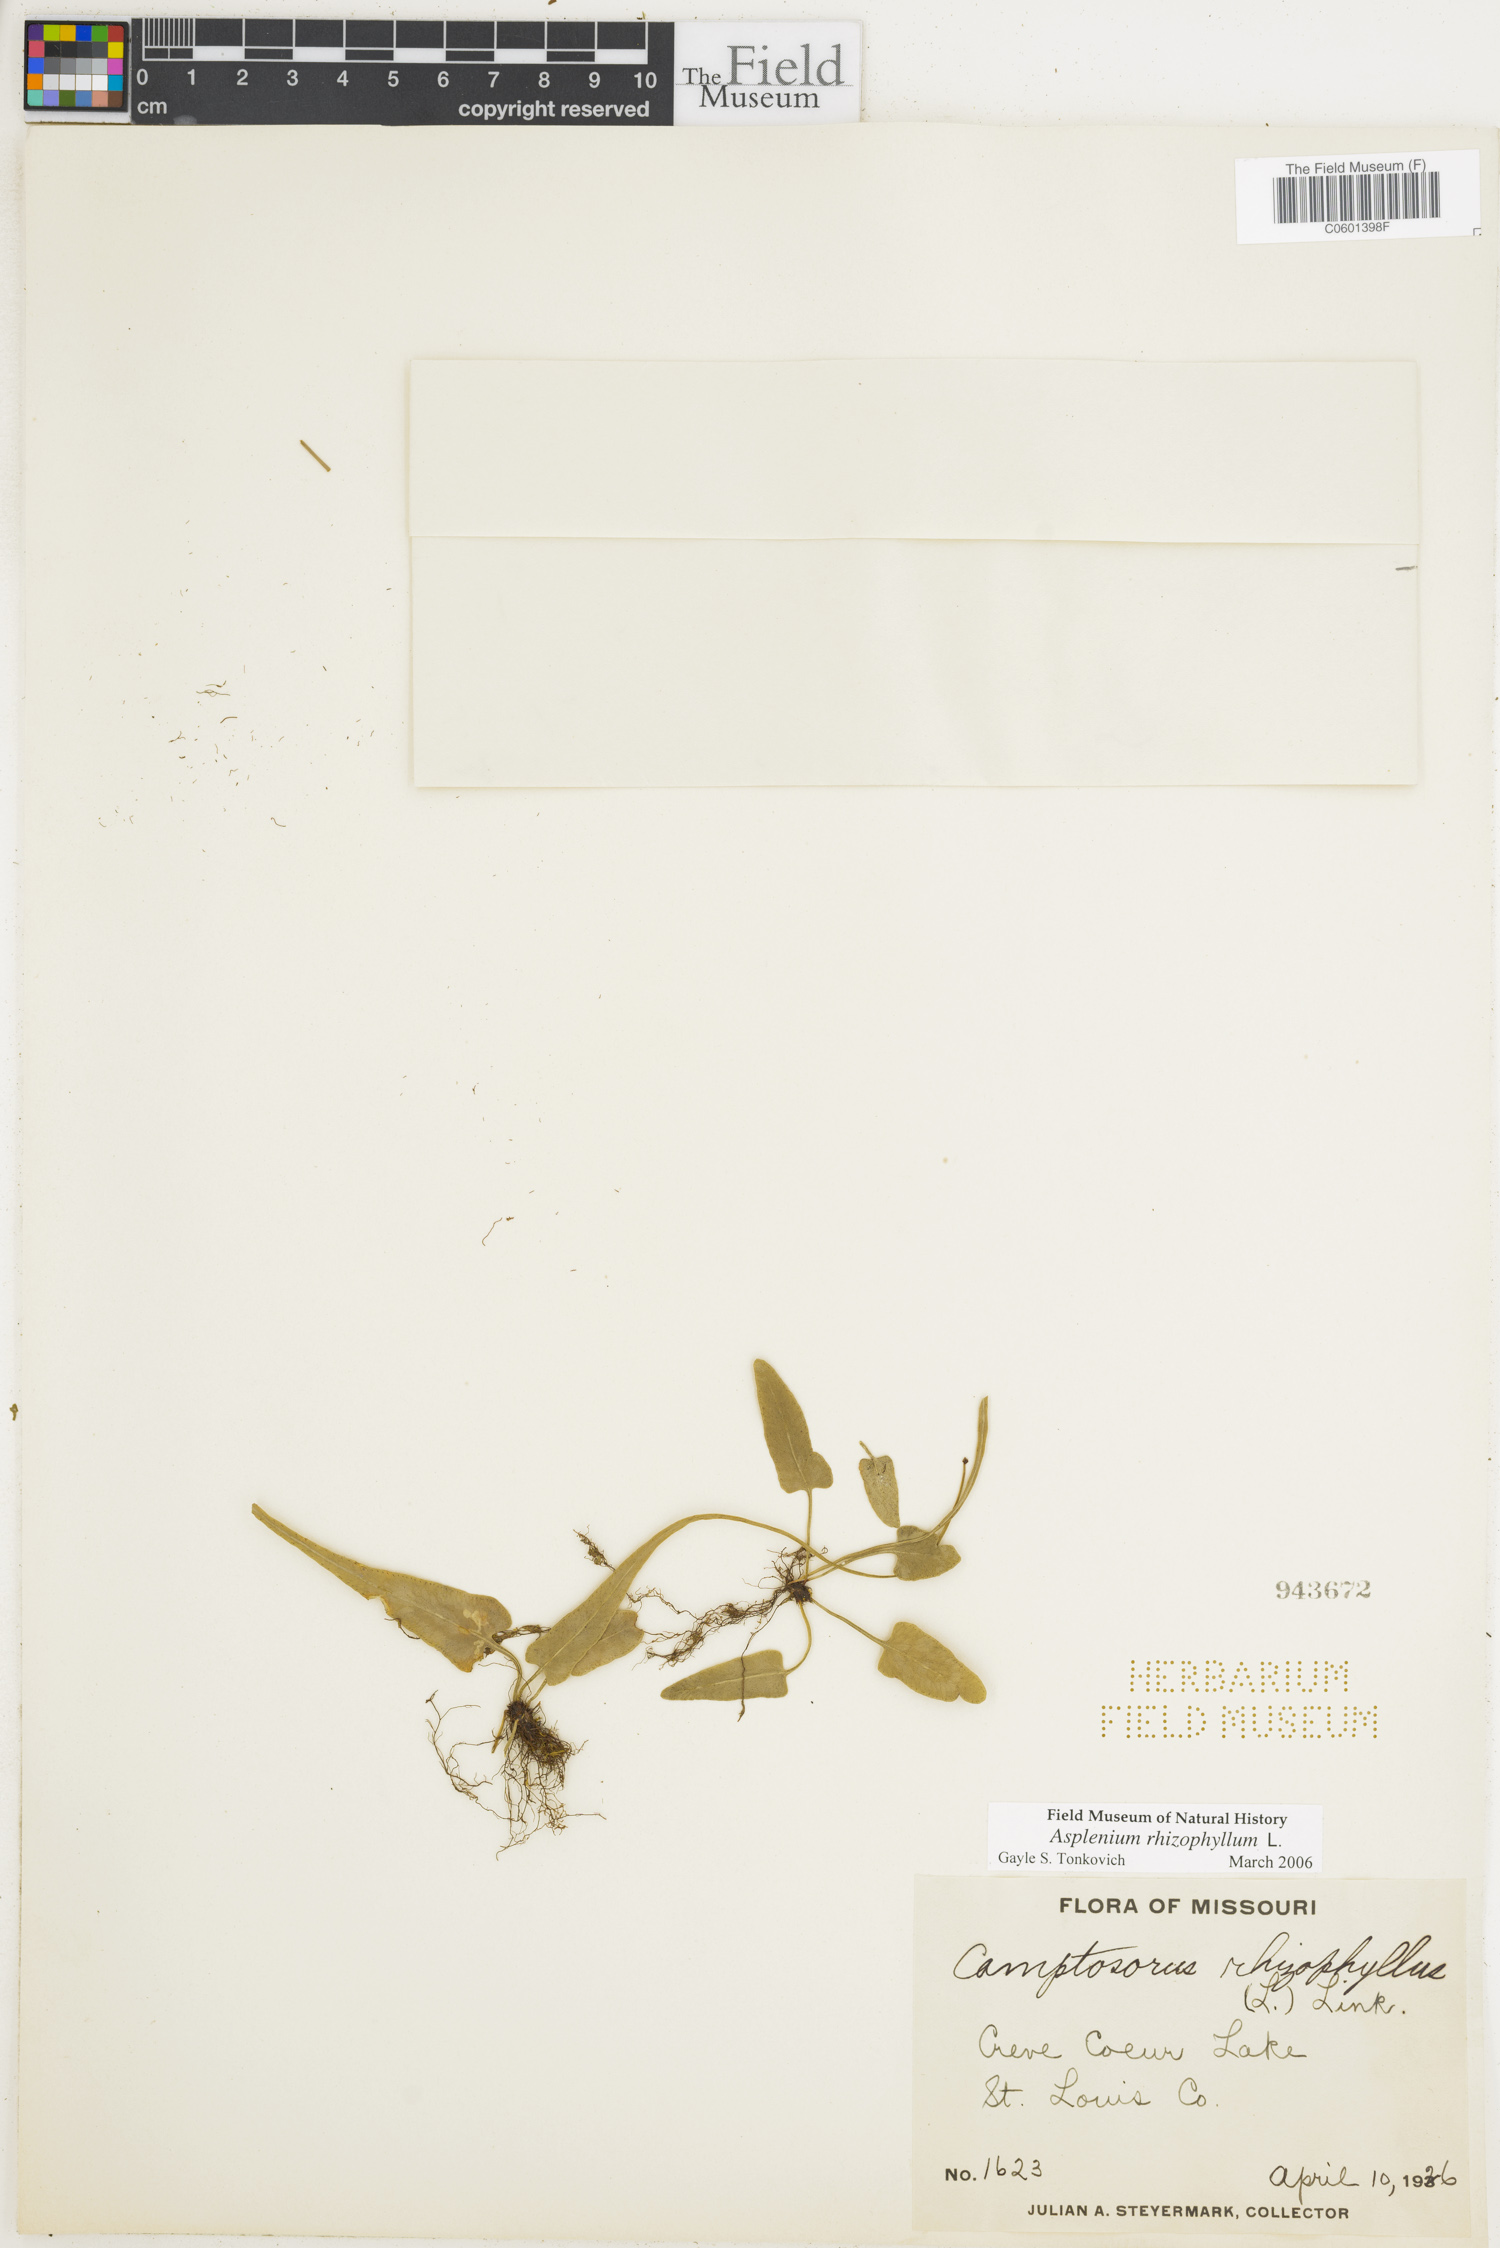 0 1 2 3 4 5 6 7 8 9 10
cm
copyright reserved
The Field
Museum
The Field Museum (F)
C0601398F
943672
HERBARIUM
FIELD MUSEUM
Field Museum of Natural History
Asplenium rhizophyllum L.
Gayle S. Tonkovich March 2006
FLORA OF MISSOURI
Camptosorus rhizophyllus
(L.) Link.
Creve Coeur Lake
St. Louis Co.
No. 1623 April 10, 1926
JULIAN A. STEYERMARK, COLLECTOR